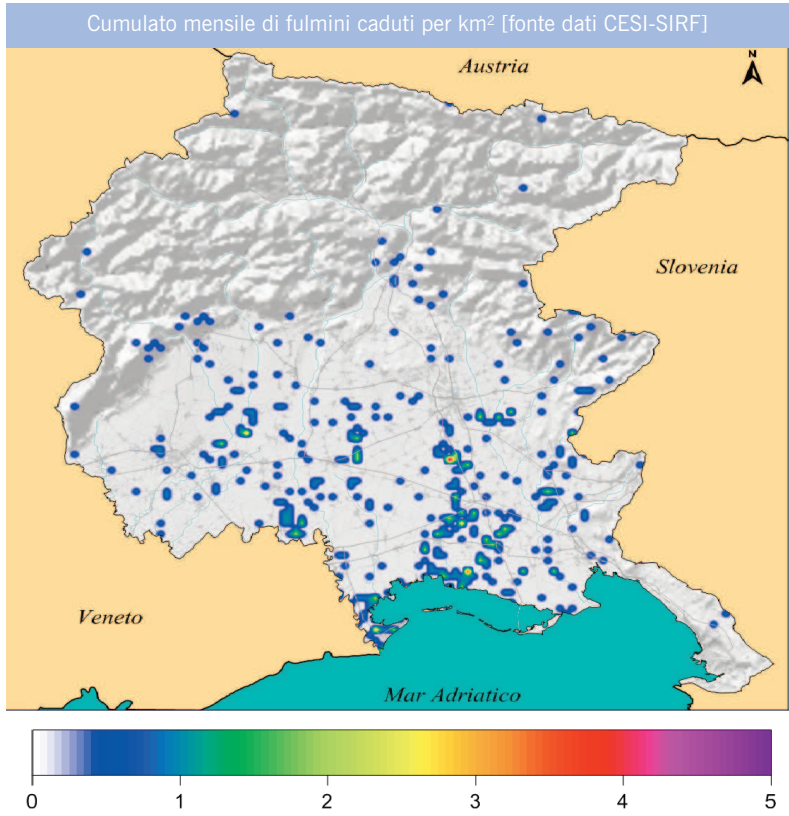 Cumulato mensile di fulmini caduti per km² [fonte dati CESI-SIRF]
Austria
N
Slovenia
Veneto
Mar Adriatico
0 1 2 3 4 5